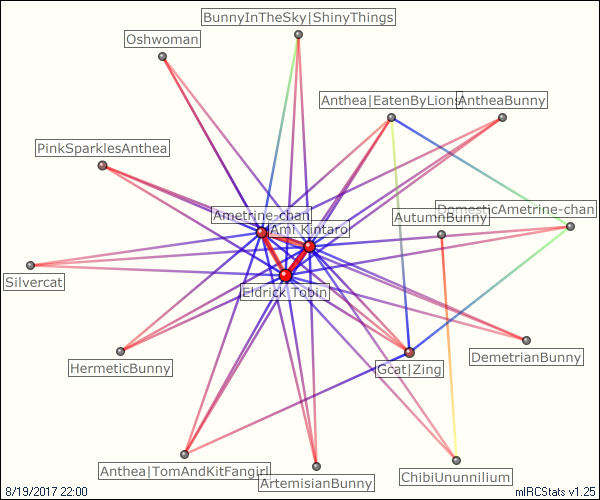 BunnyInTheSky|ShinyThings
Oshwoman
Anthea|EatenByLions
AntheaBunny
PinkSparklesAnthea
DomesticAmetrine-chan
Ametrine-chan
AutumnBunny
Ami Kintaro
Silvercat
Eldrick Tobin
DemetrianBunny
HermeticBunny
Gcat|Zing
Anthea|TomAndKitFangirl
ChibiUnunnilium
ArtemisianBunny
8/19/2017 22:00
mIRCStats v1.25